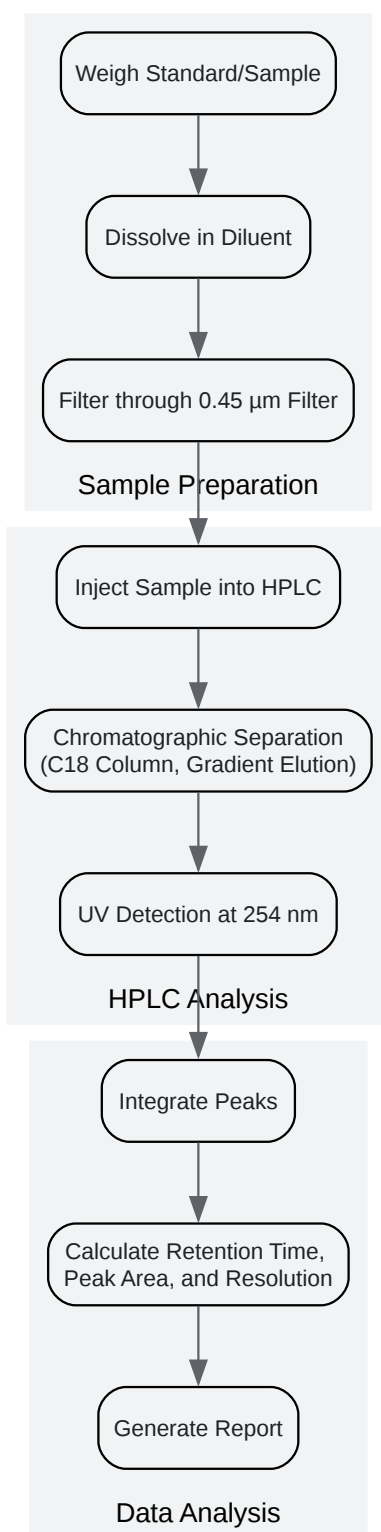 Weigh Standard/Sample
Dissolve in Diluent
Filter through 0.45 µm Filter
Sample Preparation
Inject Sample into HPLC
Chromatographic Separation
(C18 Column, Gradient Elution)
UV Detection at 254 nm
HPLC Analysis
Integrate Peaks
Calculate Retention Time,
Peak Area, and Resolution
Generate Report
Data Analysis